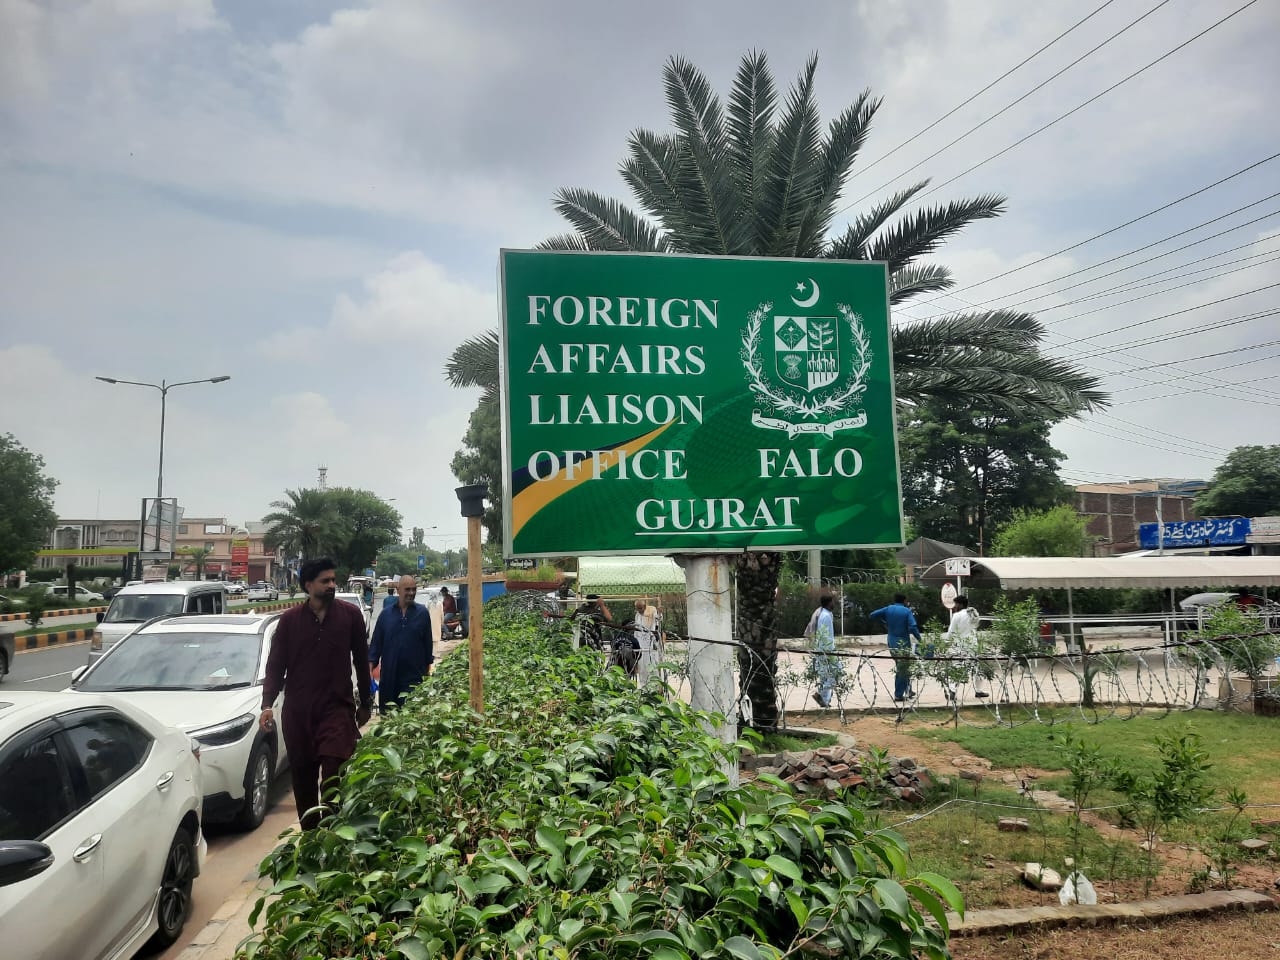 FOREIGN
AFFAIRS
LIAISON
OFFICE FALO
GUJRAT